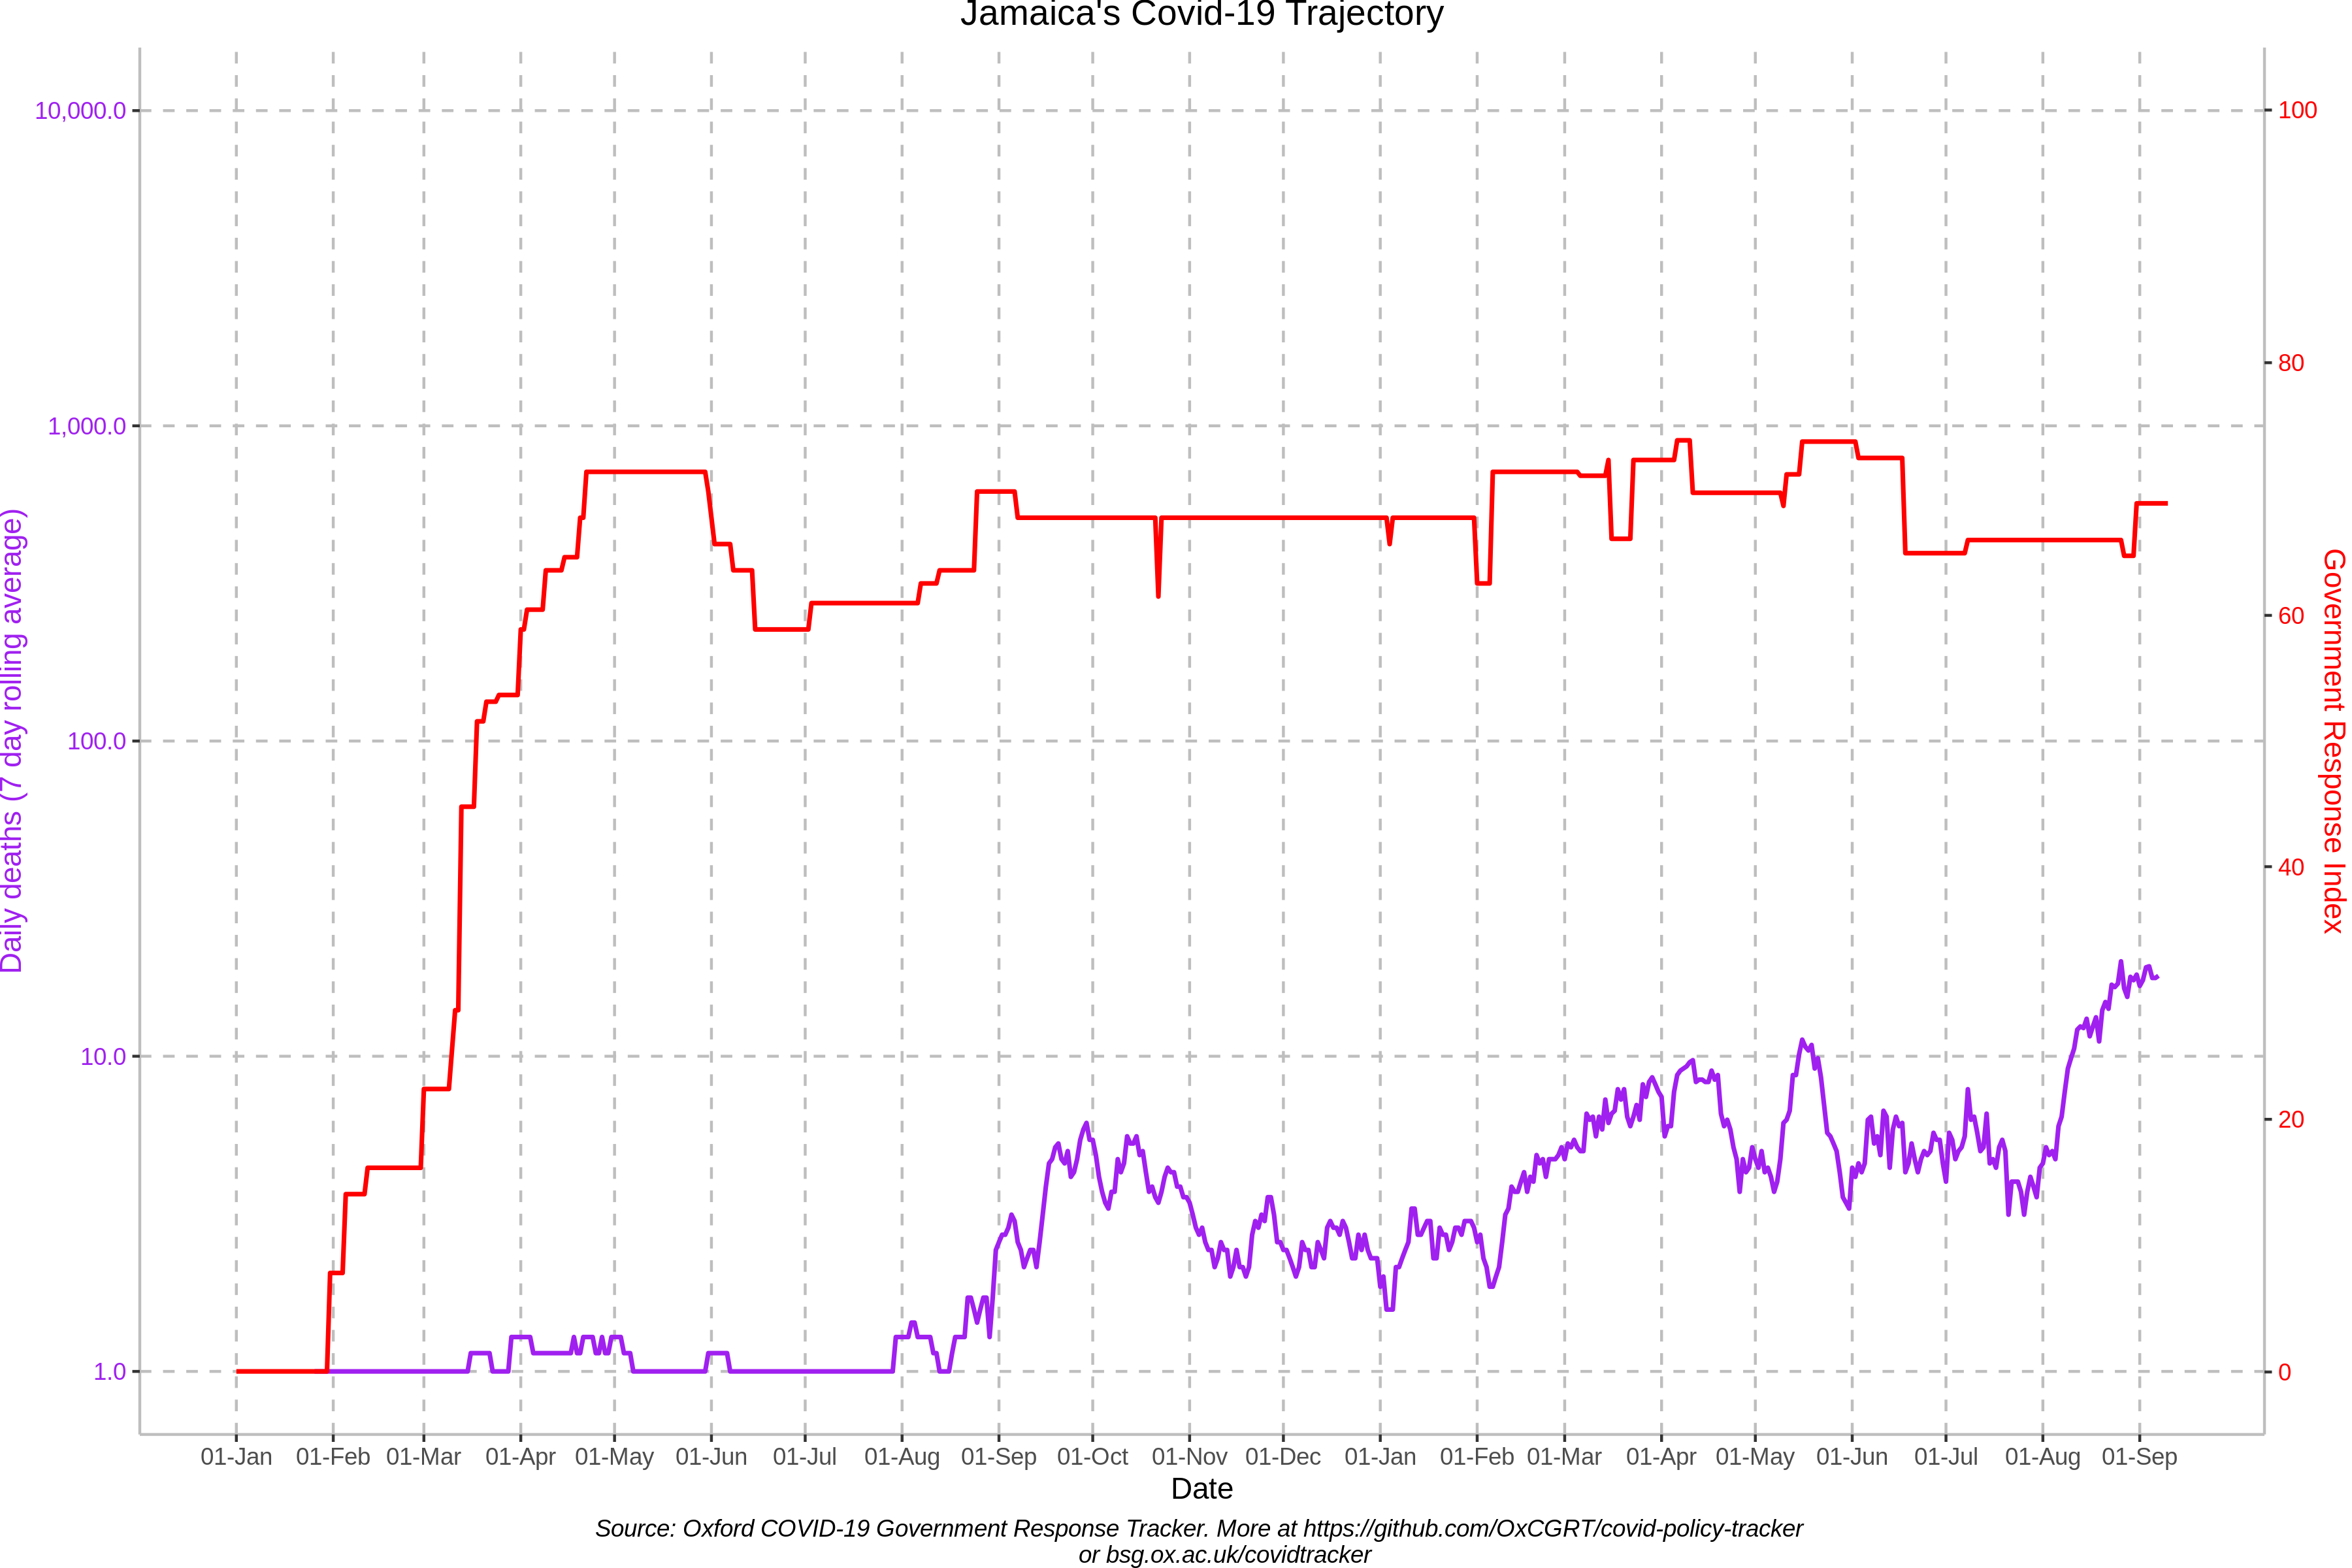 Jamaica's Covid-19 Trajectory
10,000.0
1,000.0
100.0
10.0
1.0
Daily deaths (7 day rolling average)
100
80
60
40
20
0
Government Response Index
01-Jan 01-Feb 01-Mar 01-Apr 01-May 01-Jun 01-Jul 01-Aug 01-Sep 01-Oct 01-Nov 01-Dec 01-Jan 01-Feb 01-Mar 01-Apr 01-May 01-Jun 01-Jul 01-Aug 01-Sep
Date
Source: Oxford COVID-19 Government Response Tracker. More at https://github.com/OxCGRT/covid-policy-tracker
or bsg.ox.ac.uk/covidtracker